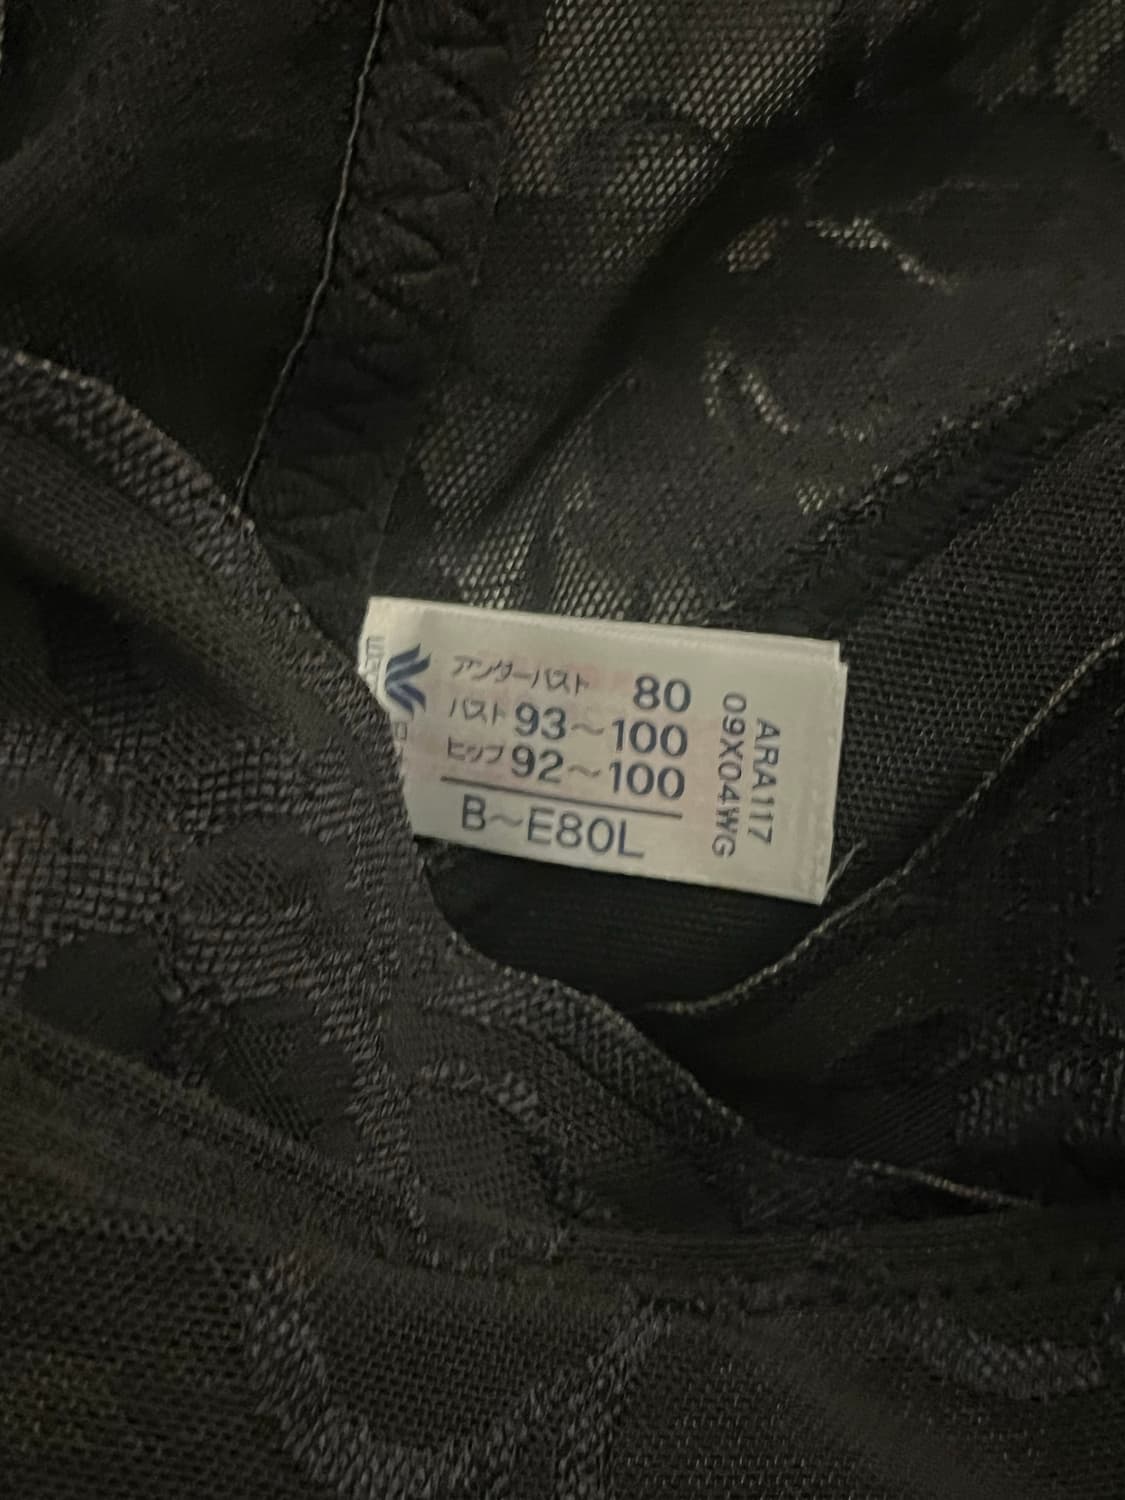 アンダーバスト 80
バスト 93~100
ヒップ 92~100
B~E80L
ARA117
09X04WG